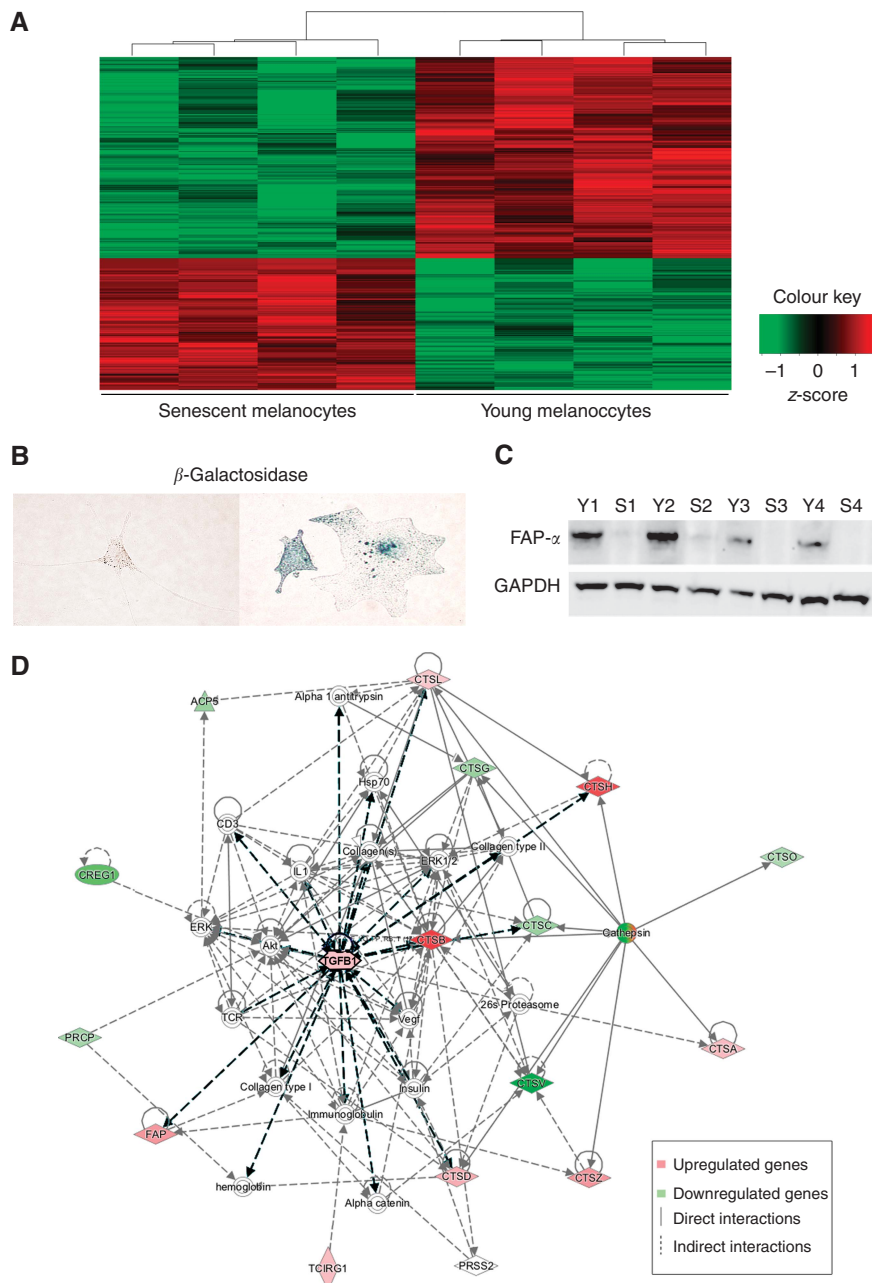 A
Colour key
−1 0 1
z-score
Senescent melanocytes
Young melanoccytes
B
β-Galactosidase
C
Y1 S1 Y2 S2 Y3 S3 Y4 S4
FAP-α
GAPDH
D
CTSL
ACP5
Alpha 1 antitrypsin
CTSG
Hsp70
CTSH
CD3
Collagen(s)
ERK1/2
Collagen type II
CTSO
IL1
CREG1
ERK
Akt
CTSB
CTSC
Cathepsin
TGFB1
26s Proteasome
TCR
Vegf
PRCP
CTSA
Collagen type I
Insulin
CTSV
Immunoglobulin
FAP
hemoglobin
CTSD
CTSZ
Alpha catenin
TCIRG1
PRSS2
Upregulated genes
Downregulated genes
Direct interactions
Indirect interactions